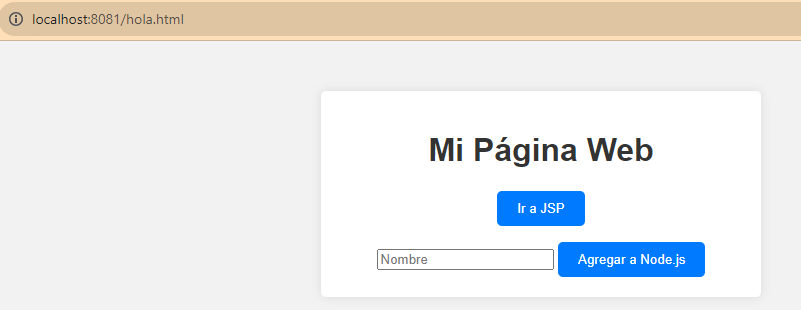 localhost:8081/hola.html
Mi Página Web
Ir a JSP
Nombre Agregar a Node.js